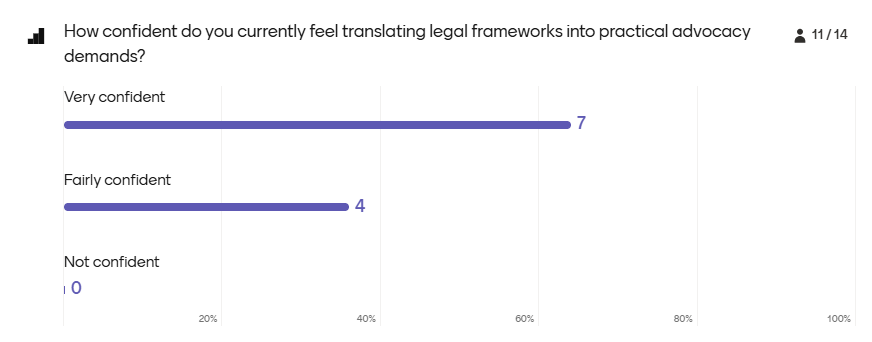 How confident do you currently feel translating legal frameworks into practical advocacy
demands?
11 / 14
Very confident
7
Fairly confident
4
Not confident
0
20%
40%
60%
80%
100%